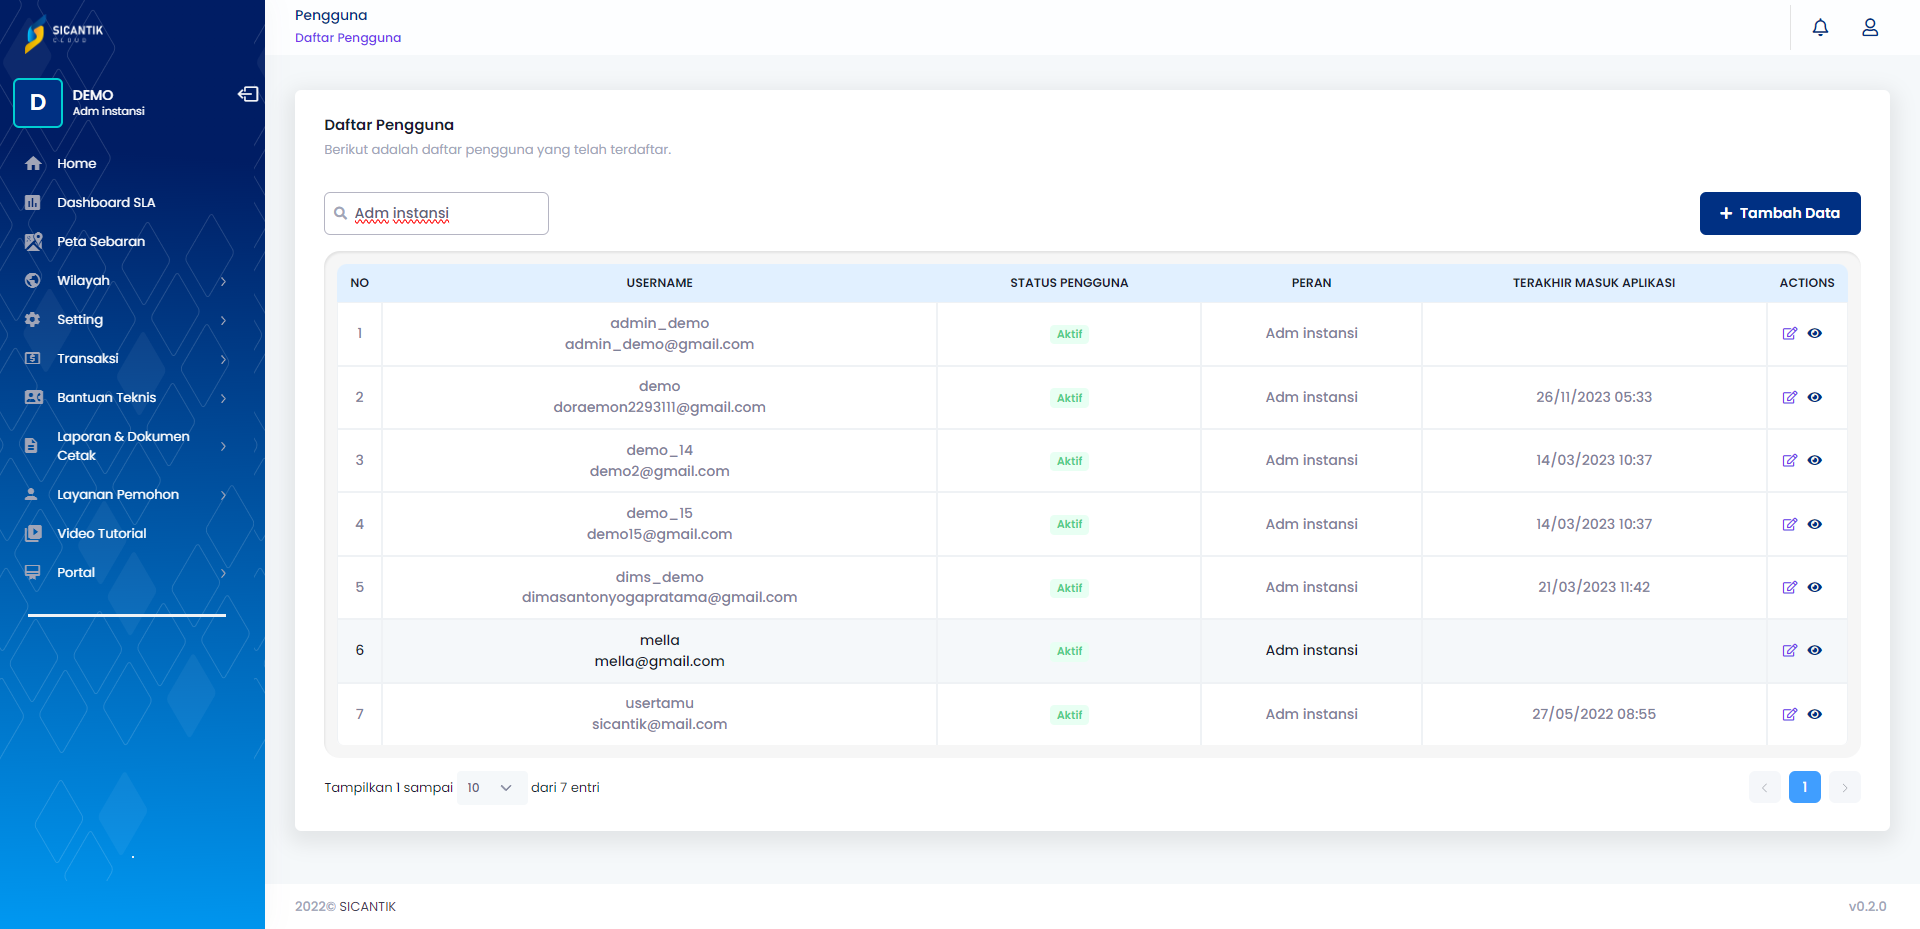 SICANTIK
CLOUD
D
DEMO
Adm instansi
Home
Dashboard SLA
Peta Sebaran
Wilayah
Setting
Transaksi
Bantuan Teknis
Laporan & Dokumen
Cetak
Layanan Pemohon
Video Tutorial
Portal
Pengguna
Daftar Pengguna
Daftar Pengguna
Berikut adalah daftar pengguna yang telah terdaftar.
Adm instansi
+ Tambah Data
NO USERNAME STATUS PENGGUNA PERAN TERAKHIR MASUK APLIKASI ACTIONS
1 admin_demo Aktif Adm instansi
admin_demo@gmail.com
2 demo Aktif Adm instansi 26/11/2023 05:33
doraemon2293111@gmail.com
3 demo_14 Aktif Adm instansi 14/03/2023 10:37
demo2@gmail.com
4 demo_15 Aktif Adm instansi 14/03/2023 10:37
demo15@gmail.com
5 dims_demo Aktif Adm instansi 21/03/2023 11:42
dimasantonyogapratama@gmail.com
6 mella Aktif Adm instansi
mella@gmail.com
7 usertamu Aktif Adm instansi 27/05/2022 08:55
sicantik@mail.com
Tampilkan 1 sampai 10 dari 7 entri
1
2022© SICANTIK
v0.2.0